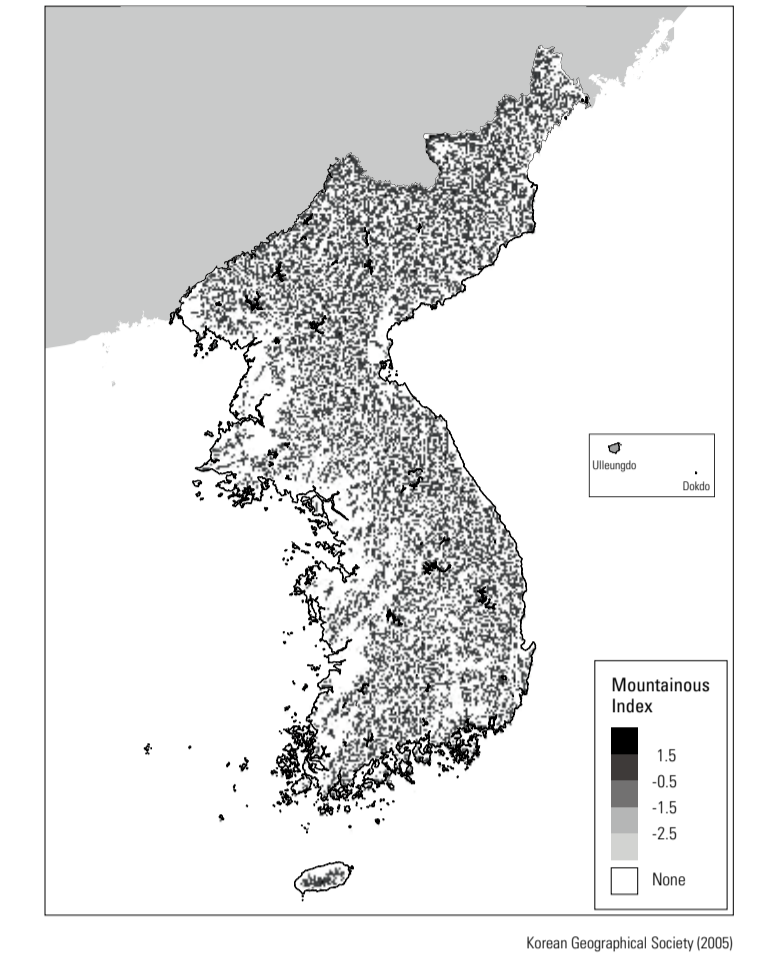 Ulleungdo
Dokdo
Mountainous
Index
1.5
-0.5
-1.5
-2.5
None
Korean Geographical Society (2005)